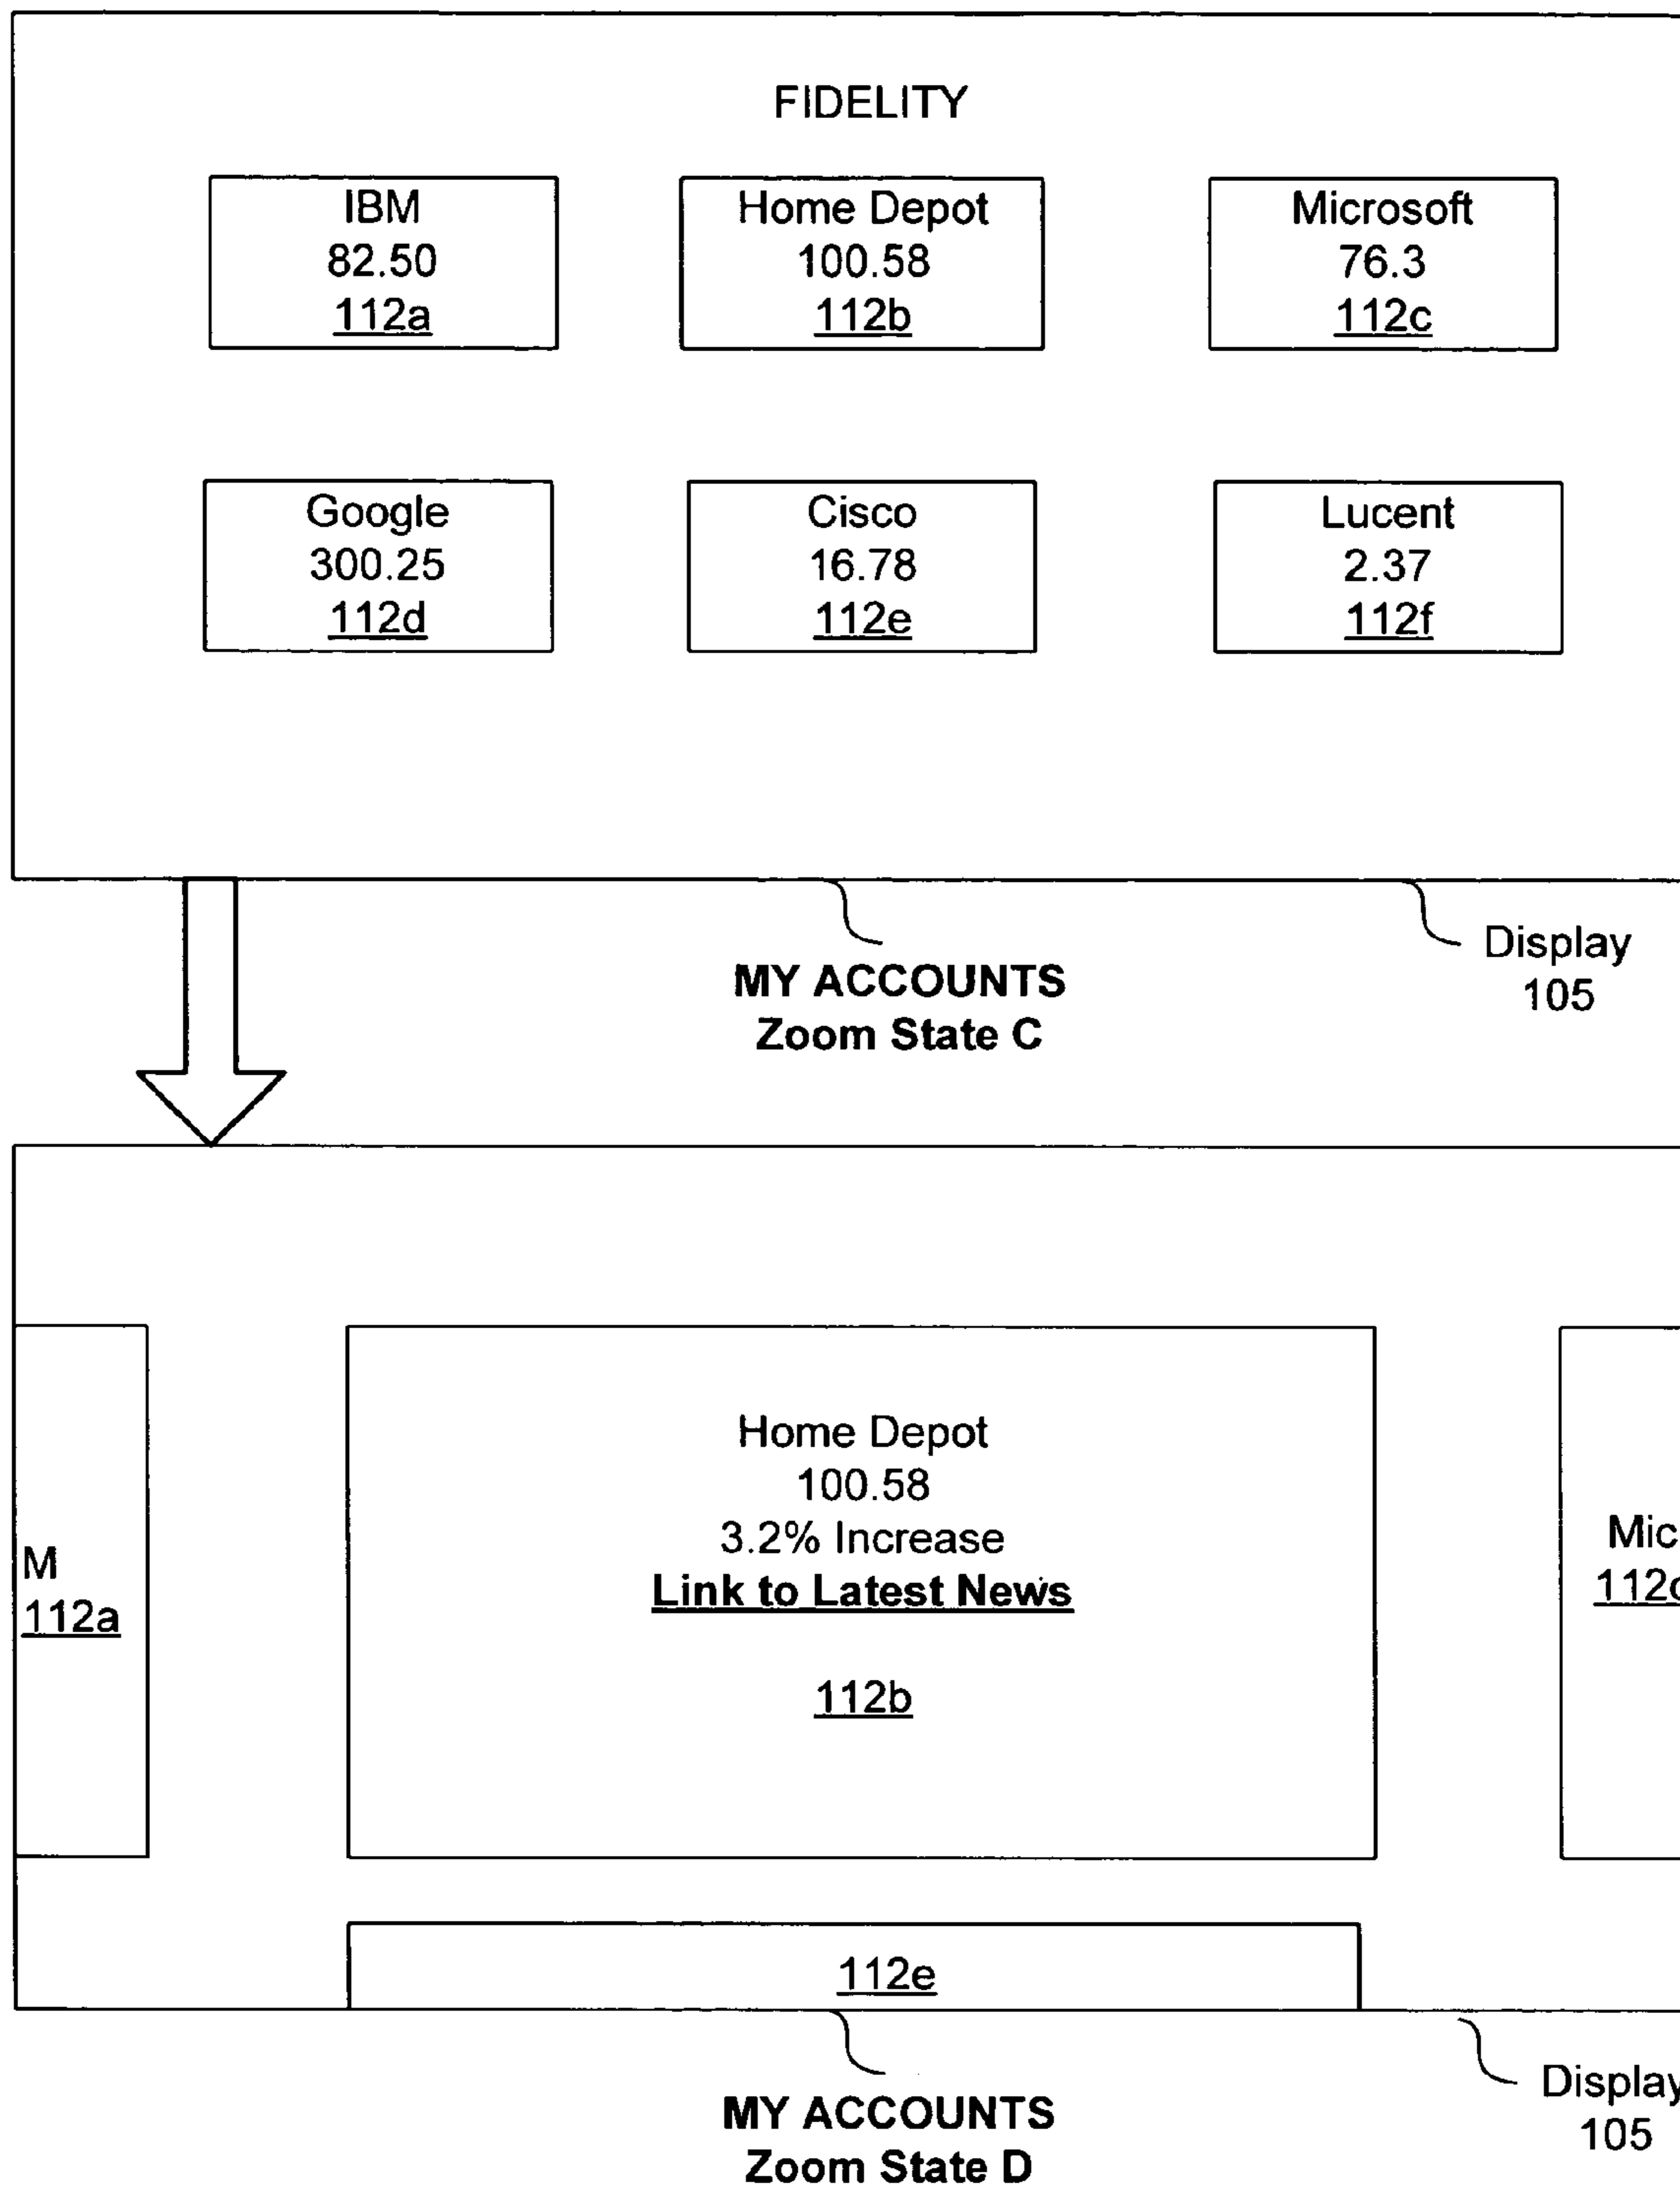 FIDELITY
IBM
82.50
112a
Home Depot
100.58
112b
Microsoft
76.3
112c
Google
300.25
112d
Cisco
16.78
112e
Lucent
2.37
112f
Display
105
MY ACCOUNTS
Zoom State C
M
112a
Home Depot
100.58
3.2% Increase
Link to Latest News
112b
Mic
112c
112e
Display
105
MY ACCOUNTS
Zoom State D